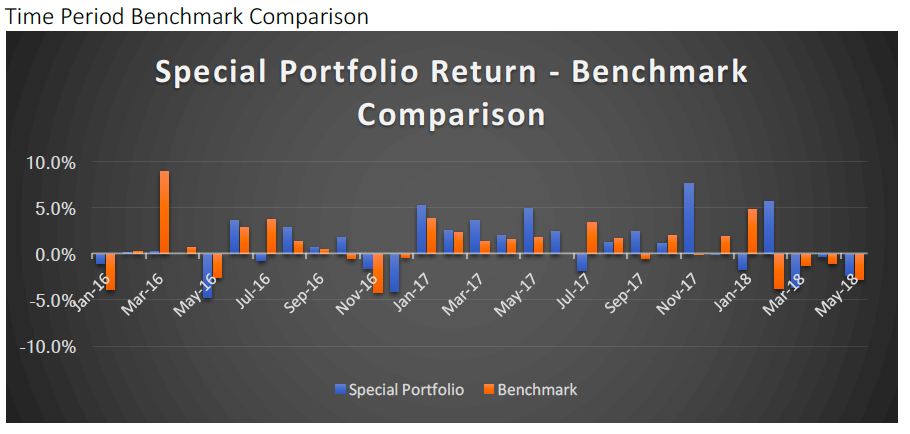 Time Period Benchmark Comparison
Special Portfolio Return - Benchmark
Comparison
10.0%
5.0%
0.0%
-5.0%
-10.0%
Jan-16
Mar-16
May-16
Jul-16
Sep-16
Nov-16
Jan-17
Mar-17
May-17
Jul-17
Sep-17
Nov-17
Jan-18
Mar-18
May-18
Special Portfolio
Benchmark